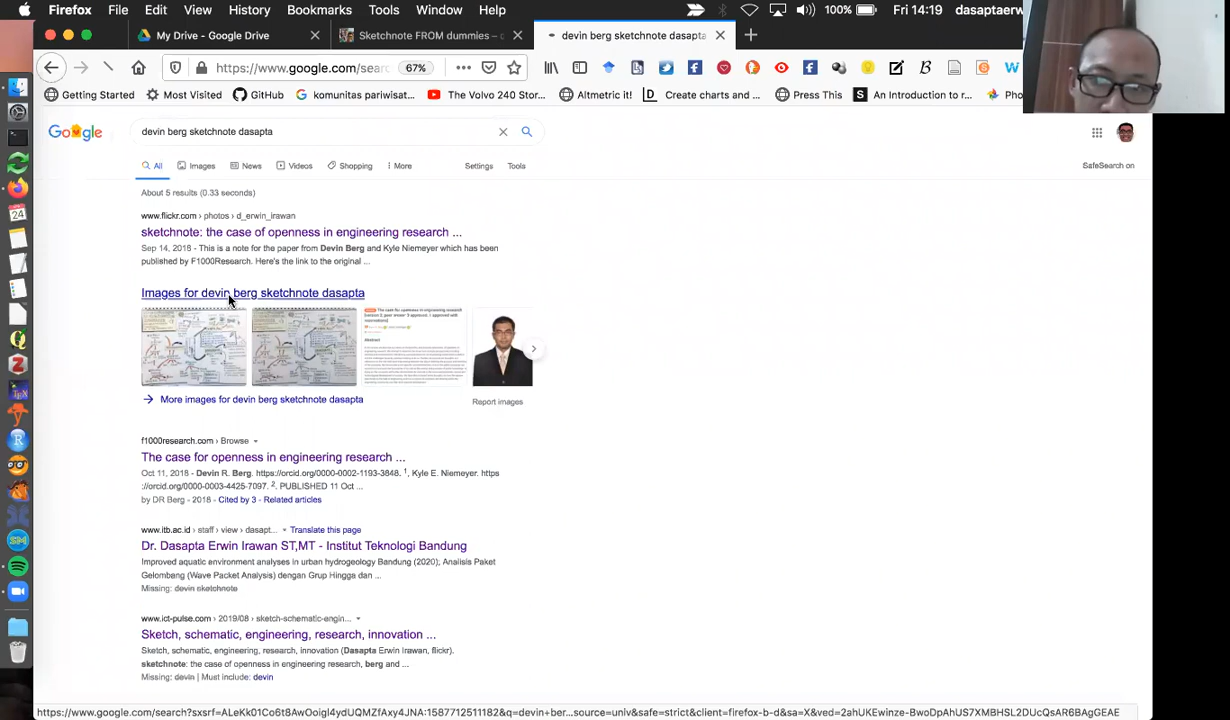 Firefox File Edit View History Bookmarks Tools Window Help 100% Fri 14:19 dasaptaerw
My Drive - Google Drive
Sketchnote FROM dummies –
devin berg sketchnote dasapta
https://www.google.com/sear
67%
Getting Started Most Visited GitHub komunitas pariwisat... The Volvo 240 Stor... Altmetric it! Create charts and ... Press This An Introduction to r... Pho
Google
devin berg sketchnote dasapta
All Images News Videos Shopping More Settings Tools
SafeSearch on
About 5 results (0.33 seconds)
www.flickr.com › photos › d_erwin_irawan
sketchnote: the case of openness in engineering research ...
Sep 14, 2018 - This is a note for the paper from Devin Berg and Kyle Niemeyer which has been
published by F1000Research. Here's the link to the original ...
Images for devin berg sketchnote dasapta
More images for devin berg sketchnote dasapta
Report images
f1000research.com › Browse
The case for openness in engineering research ...
Oct 11, 2018 - Devin R. Berg. https://orcid.org/0000-0002-1193-3848. 1, Kyle E. Niemeyer. https
://orcid.org/0000-0003-4425-7097. 2. PUBLISHED 11 Oct ...
by DR Berg - 2018 - Cited by 3 - Related articles
www.itb.ac.id › staff › view › dasapt... Translate this page
Dr. Dasapta Erwin Irawan ST,MT - Institut Teknologi Bandung
Improved aquatic environment analyses in urban hydrogeology Bandung (2020); Analisis Paket
Gelombang (Wave Packet Analysis) dengan Grup Hingga dan ...
Missing: devin sketchnote
www.ict-pulse.com › 2019/08 › sketch-schematic-engin...
Sketch, schematic, engineering, research, innovation ...
Sketch, schematic, engineering, research, innovation (Dasapta Erwin Irawan, flickr).
sketchnote: the case of openness in engineering research, berg and ...
Missing: devin | Must include: devin